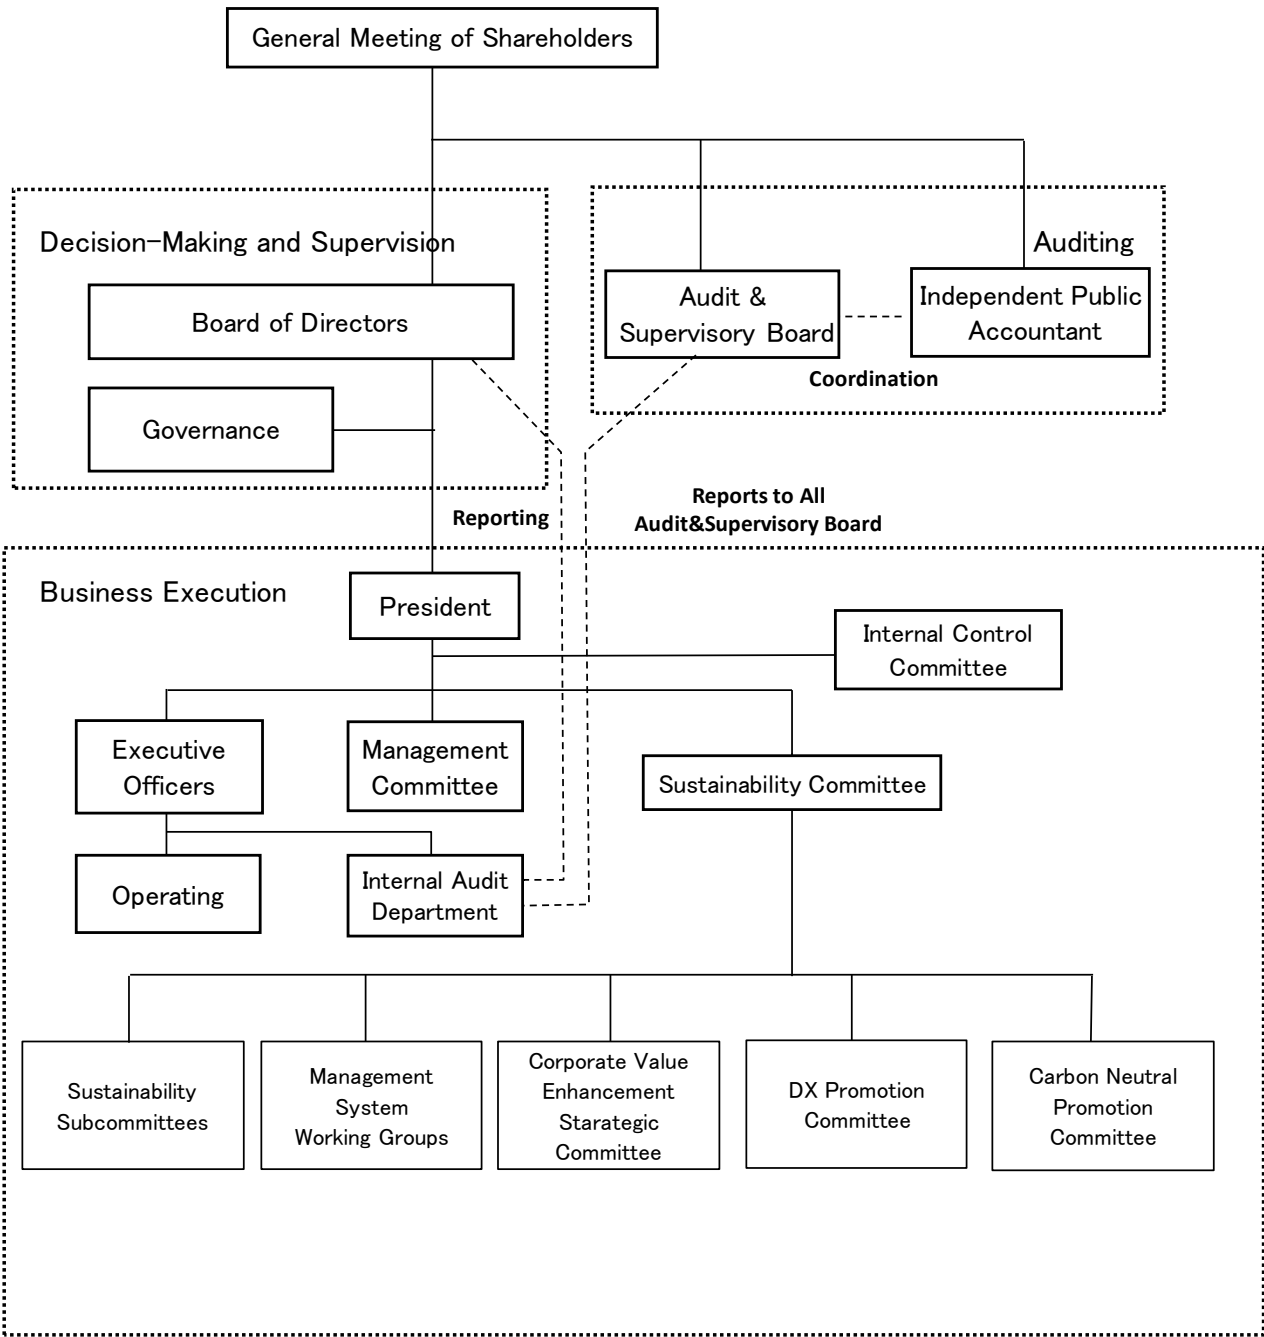 General Meeting of Shareholders
Decision-Making and Supervision
Board of Directors
Governance
Auditing
Audit &
Supervisory Board
Independent Public
Accountant
Coordination
Reporting
Reports to All
Audit&Supervisory Board
Business Execution
President
Internal Control
Committee
Executive
Officers
Management
Committee
Sustainability Committee
Operating
Internal Audit
Department
Sustainability
Subcommittees
Management
System
Working Groups
Corporate Value
Enhancement
Starategic
Committee
DX Promotion
Committee
Carbon Neutral
Promotion
Committee